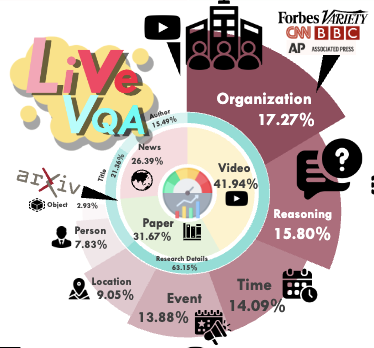 Forbes VARIETY
CNN BBC
AP ASSOCIATED PRESS
LiVe
VQA
Organization
17.27%
Author
15.49%
News
26.39%
Title
21.36%
Video
41.94%
arXiv
Object 2.93%
Reasoning
15.80%
Paper
31.67%
Person
7.83%
Research Details
63.15%
Location
9.05%
Event
13.88%
Time
14.09%
?